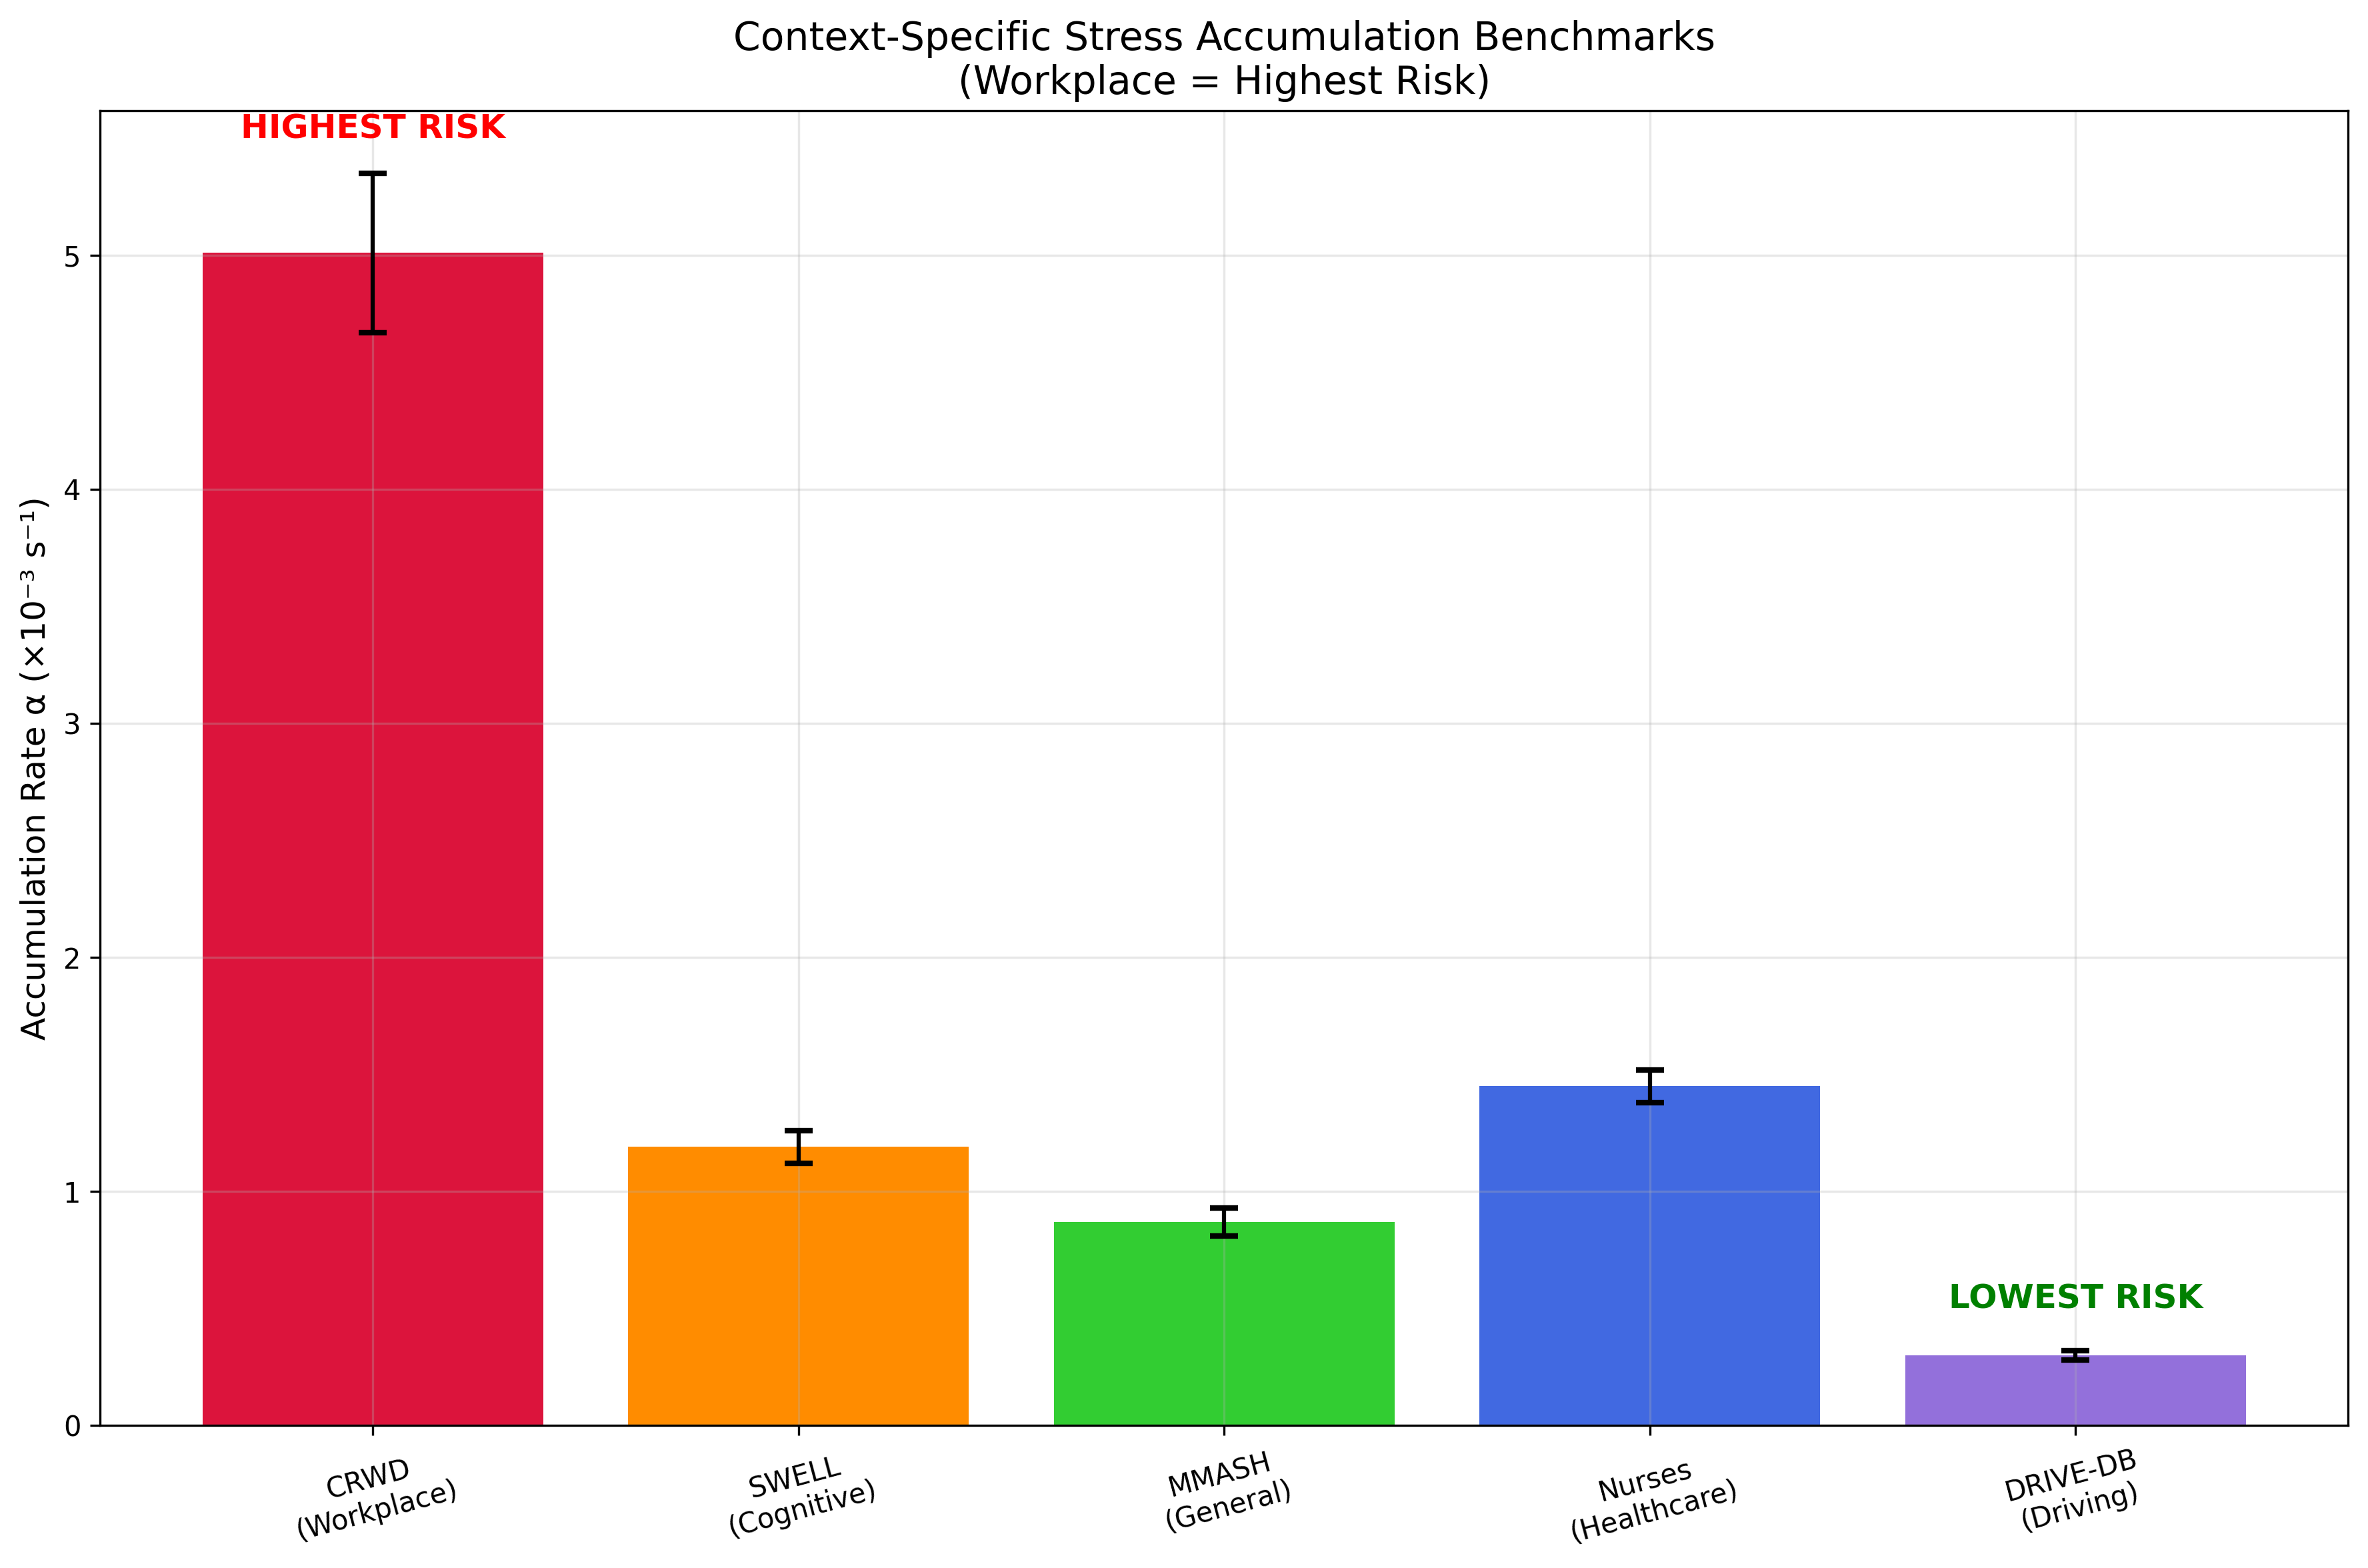 Context-Specific Stress Accumulation Benchmarks
(Workplace = Highest Risk)
HIGHEST RISK
5
4
3
2
1
0
Accumulation Rate α (×10⁻³ s⁻¹)
LOWEST RISK
CRWD
(Workplace)
SWELL
(Cognitive)
MMASH
(General)
Nurses
(Healthcare)
DRIVE-DB
(Driving)